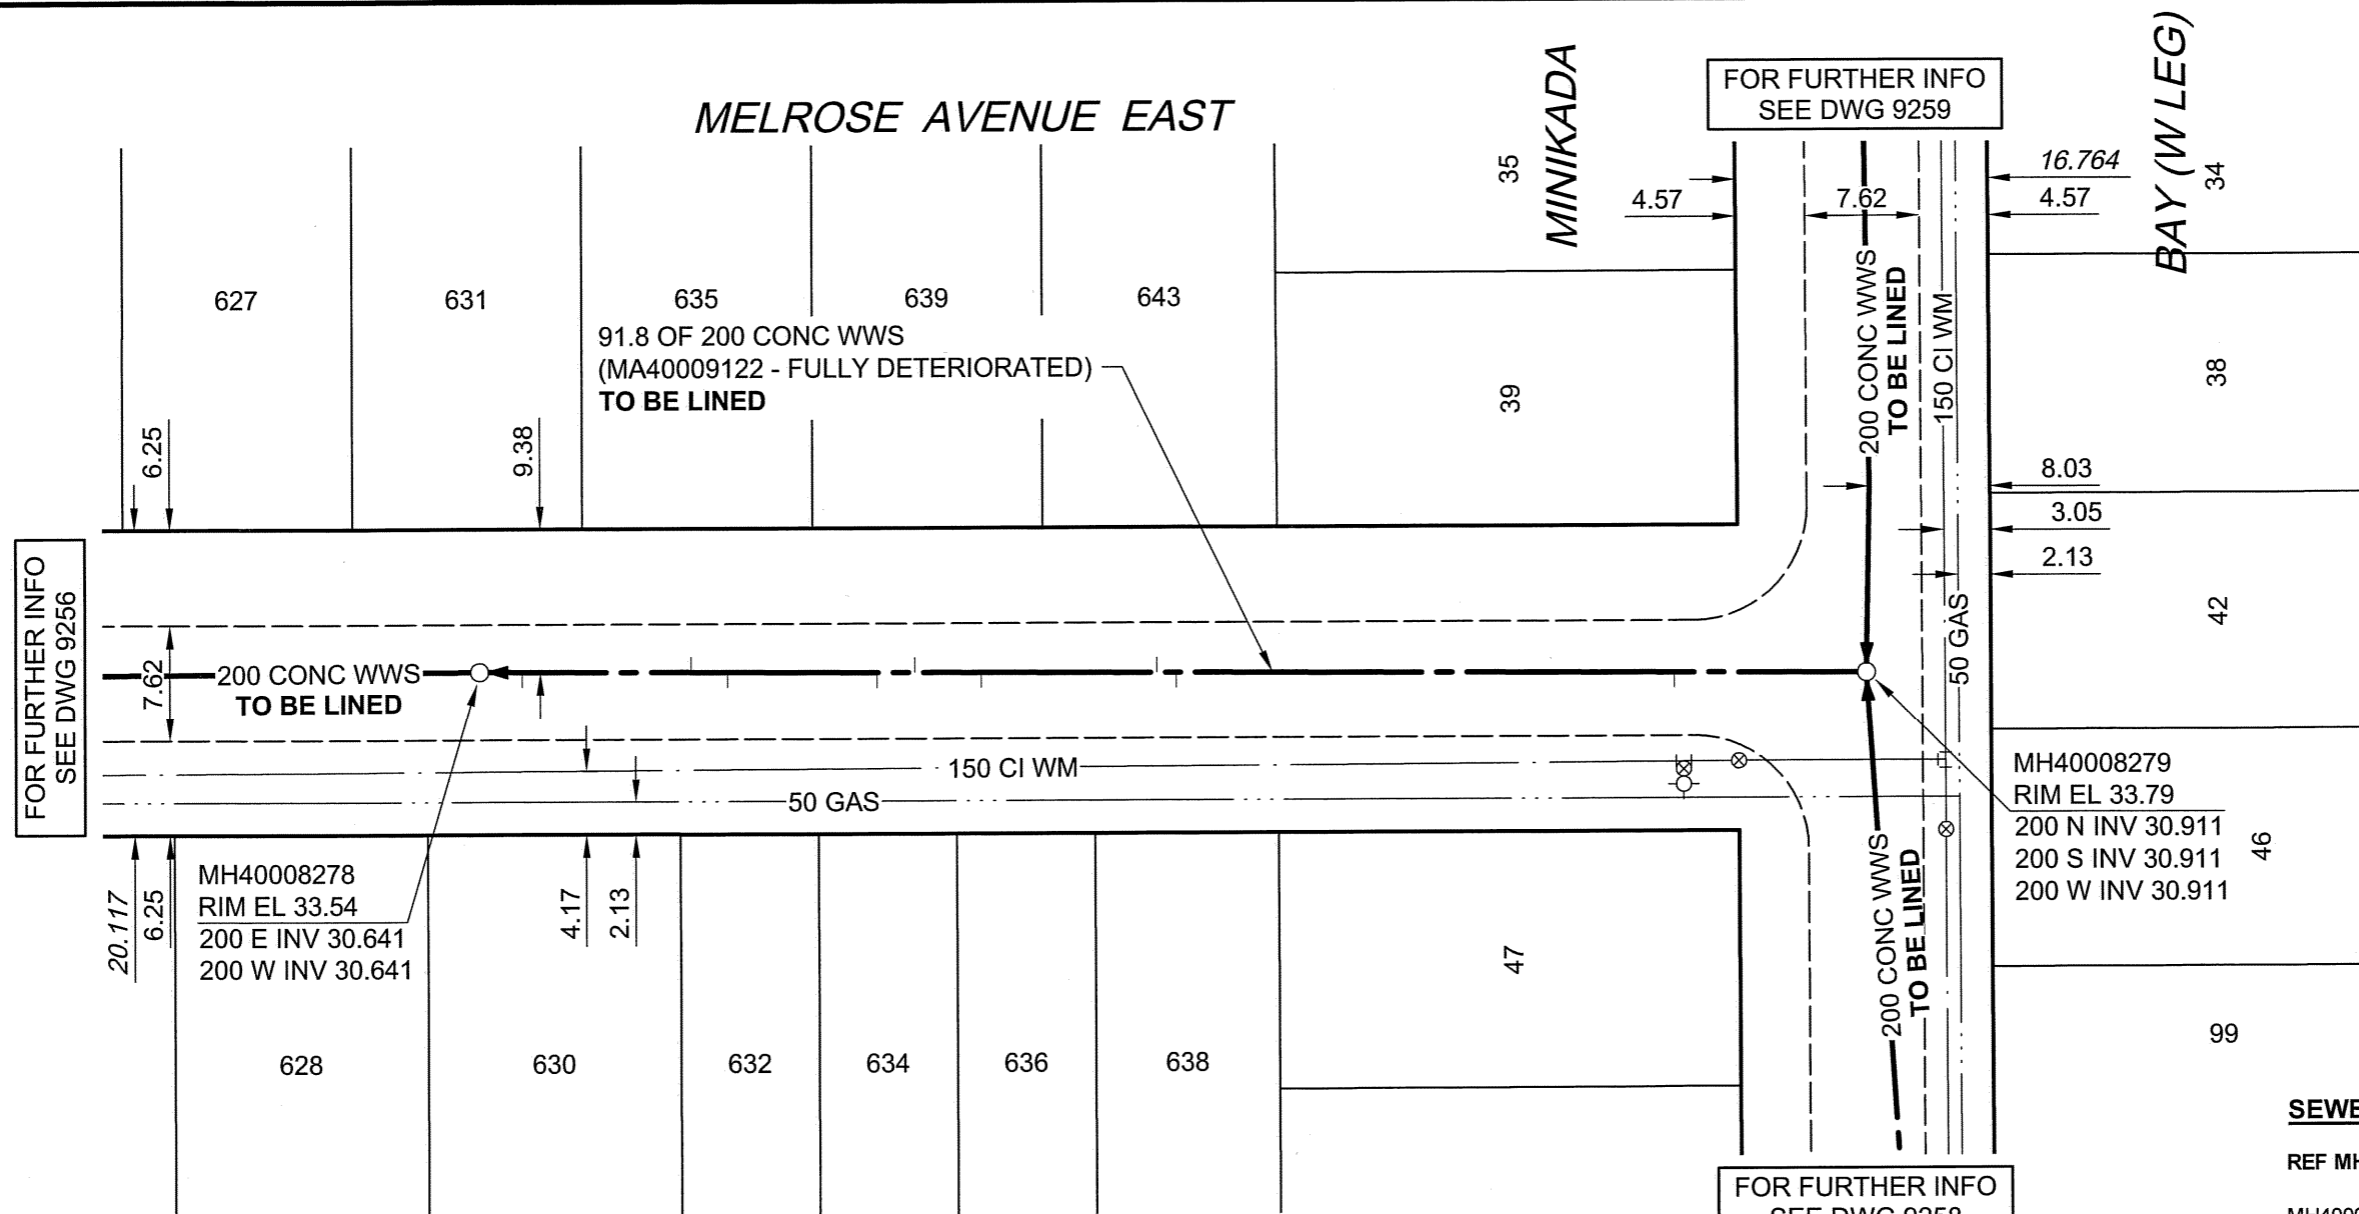 MELROSE AVENUE EAST
MINIKADA
BAY (W LEG)
FOR FURTHER INFO
SEE DWG 9259
35
34
16.764
4.57
7.62
4.57
627
631
635
639
643
91.8 OF 200 CONC WWS
(MA40009122 - FULLY DETERIORATED)
TO BE LINED
39
38
200 CONC WWS
TO BE LINED
150 CI WM
6.25
9.38
8.03
3.05
2.13
42
50 GAS
FOR FURTHER INFO
SEE DWG 9256
7.62
200 CONC WWS
TO BE LINED
150 CI WM
50 GAS
MH40008279
RIM EL 33.79
200 N INV 30.911
200 S INV 30.911
200 W INV 30.911
46
MH40008278
RIM EL 33.54
200 E INV 30.641
200 W INV 30.641
20.117
6.25
4.17
2.13
200 CONC WWS
TO BE LINED
47
99
628
630
632
634
636
638
FOR FURTHER INFO
SEE DWG 9258
SEWE
REF MH